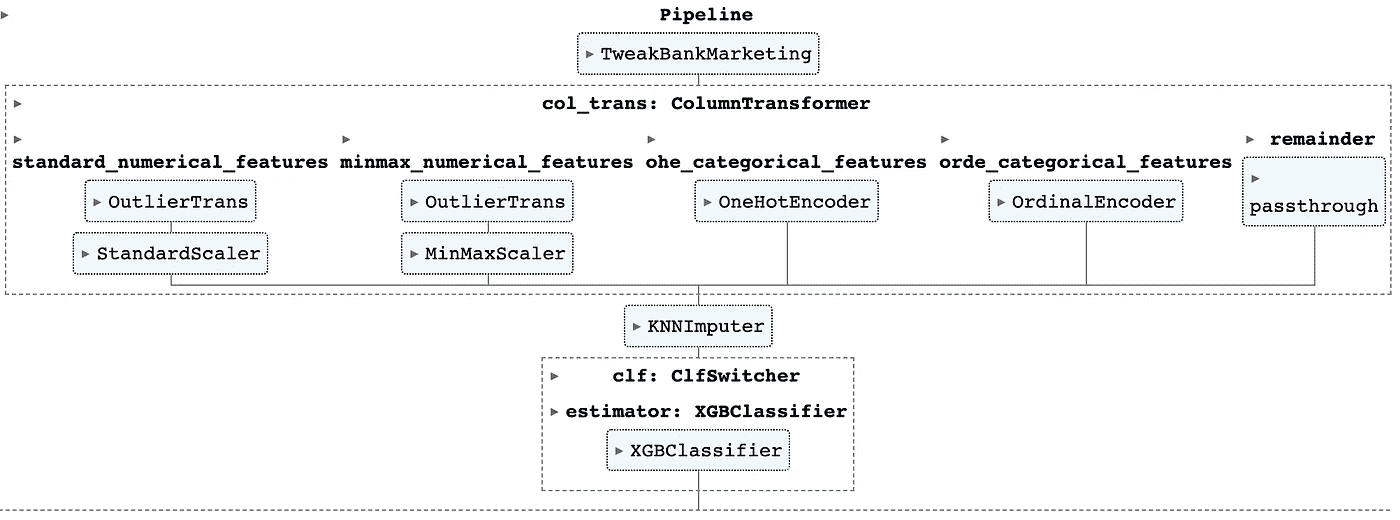 Pipeline
TweakBankMarketing
col_trans: ColumnTransformer
standard_numerical_features minmax_numerical_features ohe_categorical_features orde_categorical_features remainder
OutlierTrans OutlierTrans OneHotEncoder OrdinalEncoder passthrough
StandardScaler MinMaxScaler
KNNImputer
clf: ClfSwitcher
estimator: XGBClassifier
XGBClassifier